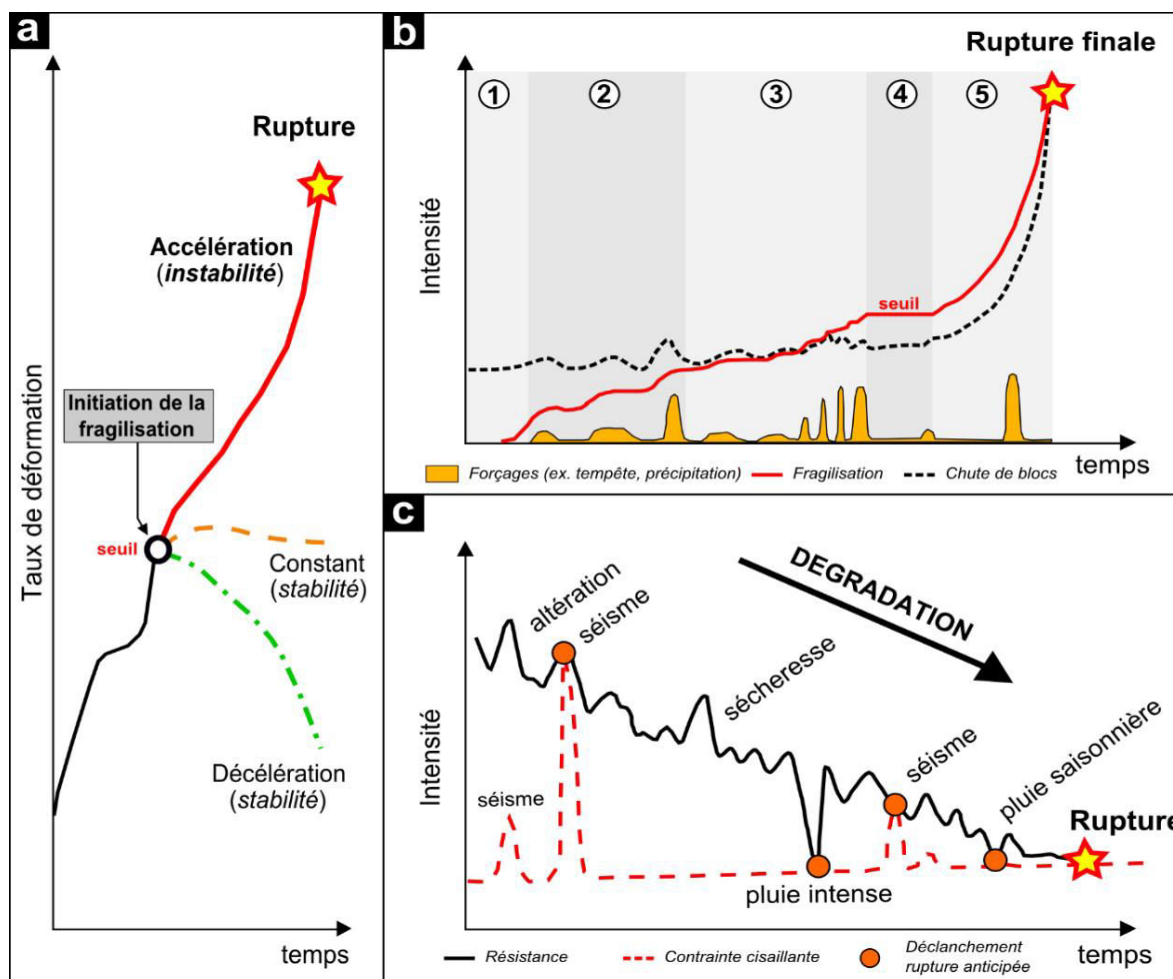 a
Rupture
Accélération
(instabilité)
Initiation de la
fragilisation
seuil
Constant
(stabilité)
Décélération
(stabilité)
Taux de déformation
temps
b
Rupture finale
1 2 3 4 5
seuil
Intensité
temps
Forçages (ex. tempête, précipitation) Fragilisation Chute de blocs
c
DEGRADATION
altération
séisme
sécheresse
séisme
pluie saisonnière
séisme
Rupture
pluie intense
Intensité
temps
Résistance Contrainte cisaillante Déclanchement
rupture anticipée